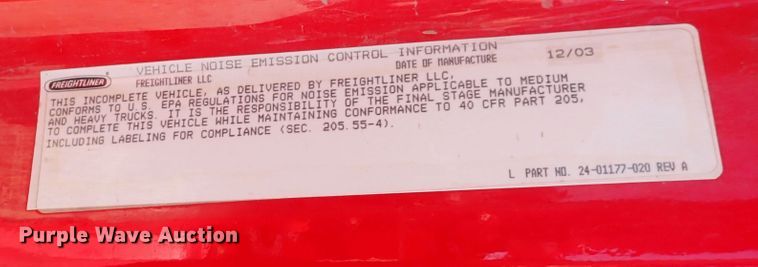 FREIGHTLINER
VEHICLE NOISE EMISSION CONTROL INFORMATION
FREIGHTLINER LLC
DATE OF MANUFACTURE 12/03
THIS INCOMPLETE VEHICLE, AS DELIVERED BY FREIGHTLINER LLC,
CONFORMS TO U.S. EPA REGULATIONS FOR NOISE EMISSION APPLICABLE TO MEDIUM
AND HEAVY TRUCKS. IT IS THE RESPONSIBILITY OF THE FINAL STAGE MANUFACTURER
TO COMPLETE THIS VEHICLE WHILE MAINTAINING CONFORMANCE TO 40 CFR PART 205,
INCLUDING LABELING FOR COMPLIANCE (SEC. 205.55-4).
L PART NO. 24-01177-020 REV A
Purple Wave Auction